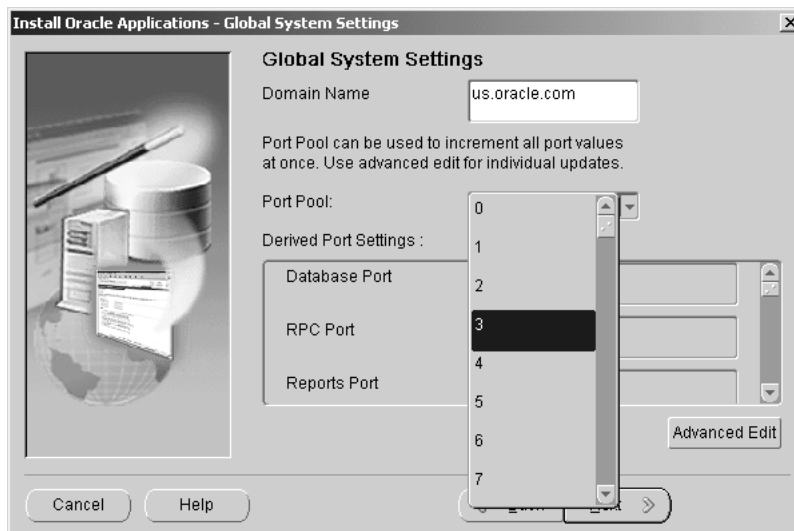 Install Oracle Applications - Global System Settings
Global System Settings
Domain Name
us.oracle.com
Port Pool can be used to increment all port values
at once. Use advanced edit for individual updates.
Port Pool:
0
1
2
3
4
5
6
7
Derived Port Settings :
Database Port
RPC Port
Reports Port
Advanced Edit
Cancel
Help